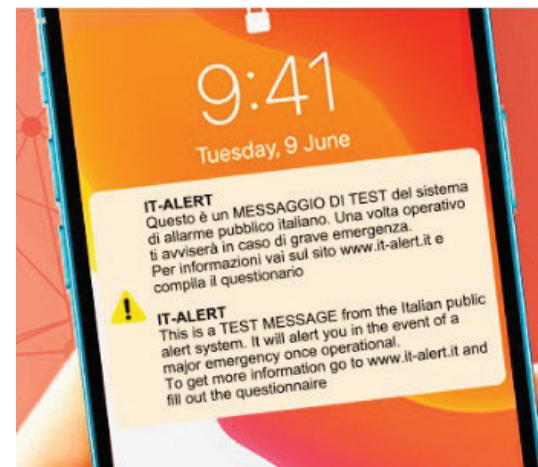 9:41
Tuesday, 9 June
IT-ALERT
Questo è un MESSAGGIO DI TEST del sistema
di allarme pubblico italiano. Una volta operativo
ti avviserà in caso di grave emergenza.
Per informazioni vai sul sito www.it-alert.it e
compila il questionario
IT-ALERT
This is a TEST MESSAGE from the Italian public
alert system. It will alert you in the event of a
major emergency once operational.
To get more information go to www.it-alert.it and
fill out the questionnaire